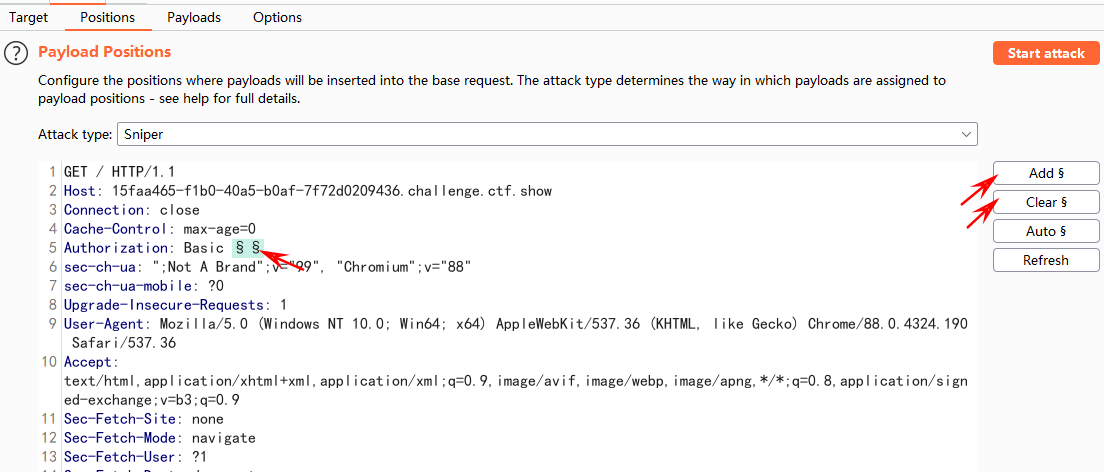 Target Positions Payloads Options
? Payload Positions Start attack
Configure the positions where payloads will be inserted into the base request. The attack type determines the way in which payloads are assigned to
payload positions - see help for full details.
Attack type: Sniper
1 GET / HTTP/1.1
Add §
2 Host: 15faa465-f1b0-40a5-b0af-7f72d0209436.challenge.ctf.show
3 Connection: close
Clear §
4 Cache-Control: max-age=0
Auto §
5 Authorization: Basic § §
6 sec-ch-ua: ";Not A Brand";v="99", "Chromium";v="88"
Refresh
7 sec-ch-ua-mobile: ?0
8 Upgrade-Insecure-Requests: 1
9 User-Agent: Mozilla/5.0 (Windows NT 10.0; Win64; x64) AppleWebKit/537.36 (KHTML, like Gecko) Chrome/88.0.4324.190
Safari/537.36
10 Accept:
text/html,application/xhtml+xml,application/xml;q=0.9,image/avif,image/webp,image/apng,*/*;q=0.8,application/sign
ed-exchange;v=b3;q=0.9
11 Sec-Fetch-Site: none
12 Sec-Fetch-Mode: navigate
13 Sec-Fetch-User: ?1